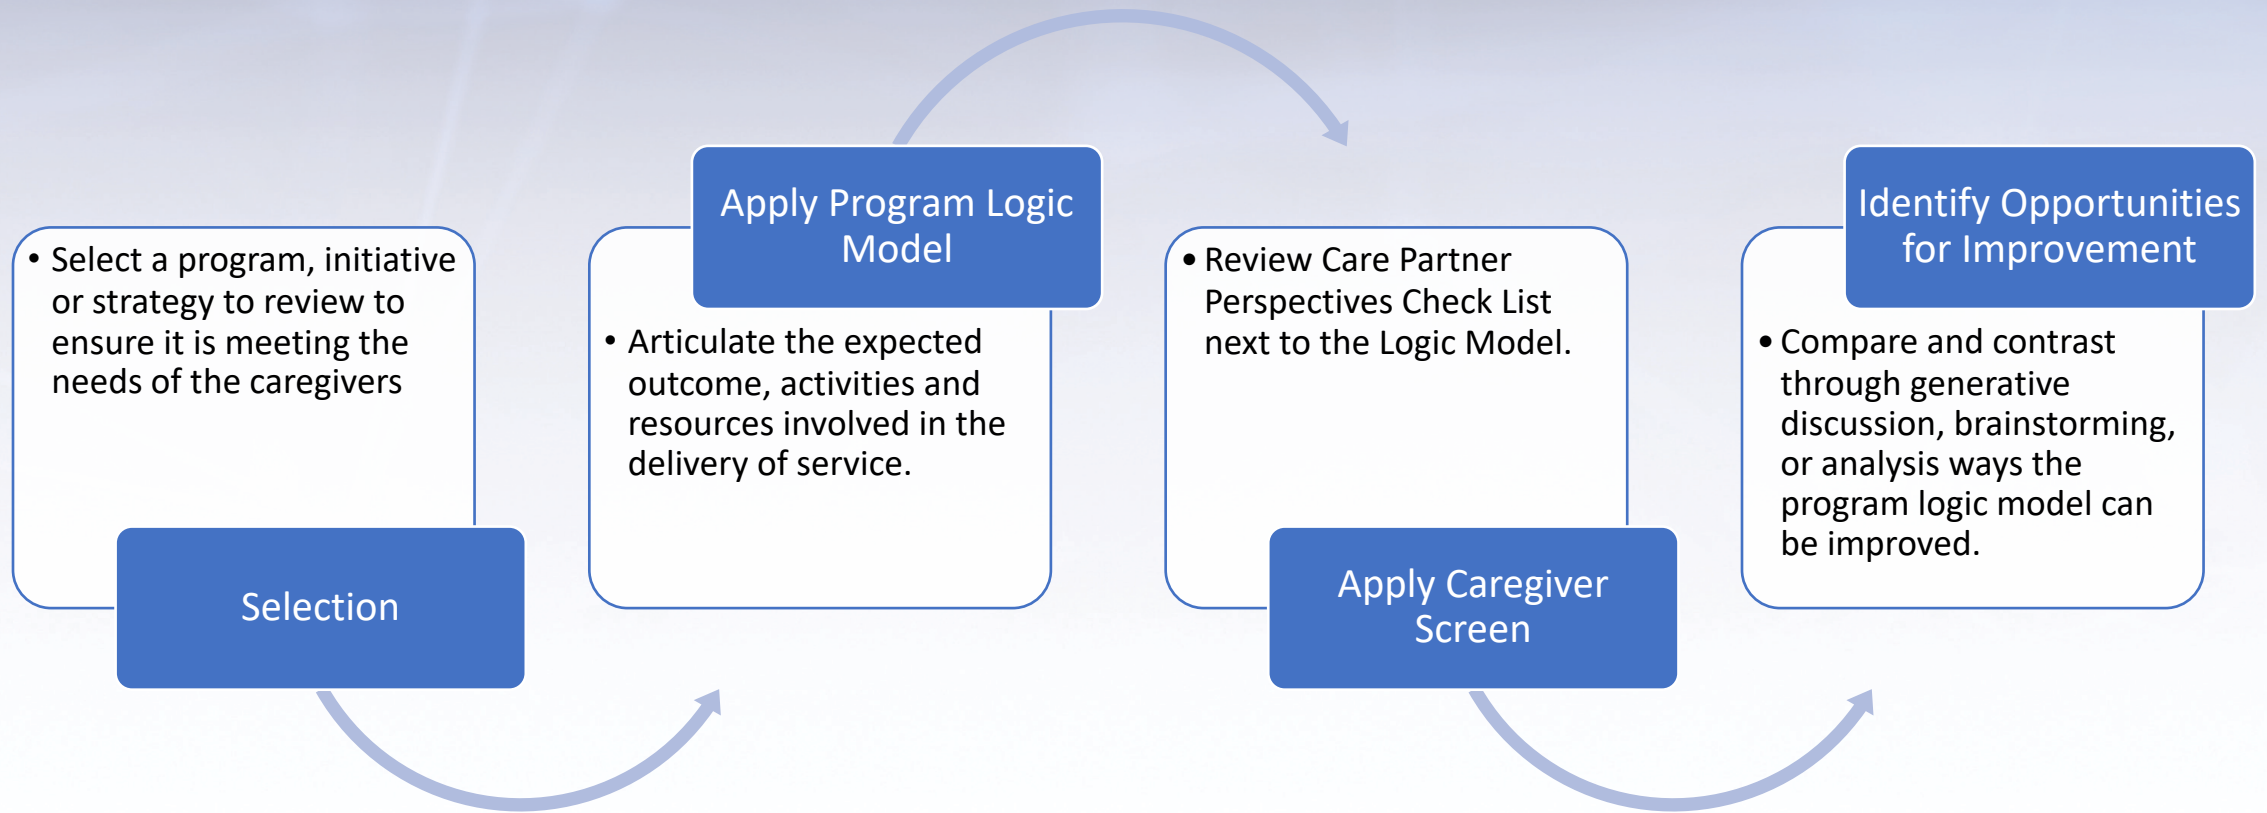 • Select a program, initiative
or strategy to review to
ensure it is meeting the
needs of the caregivers
Selection
Apply Program Logic
Model
• Articulate the expected
outcome, activities and
resources involved in the
delivery of service.
• Review Care Partner
Perspectives Check List
next to the Logic Model.
Apply Caregiver
Screen
Identify Opportunities
for Improvement
• Compare and contrast
through generative
discussion, brainstorming,
or analysis ways the
program logic model can
be improved.